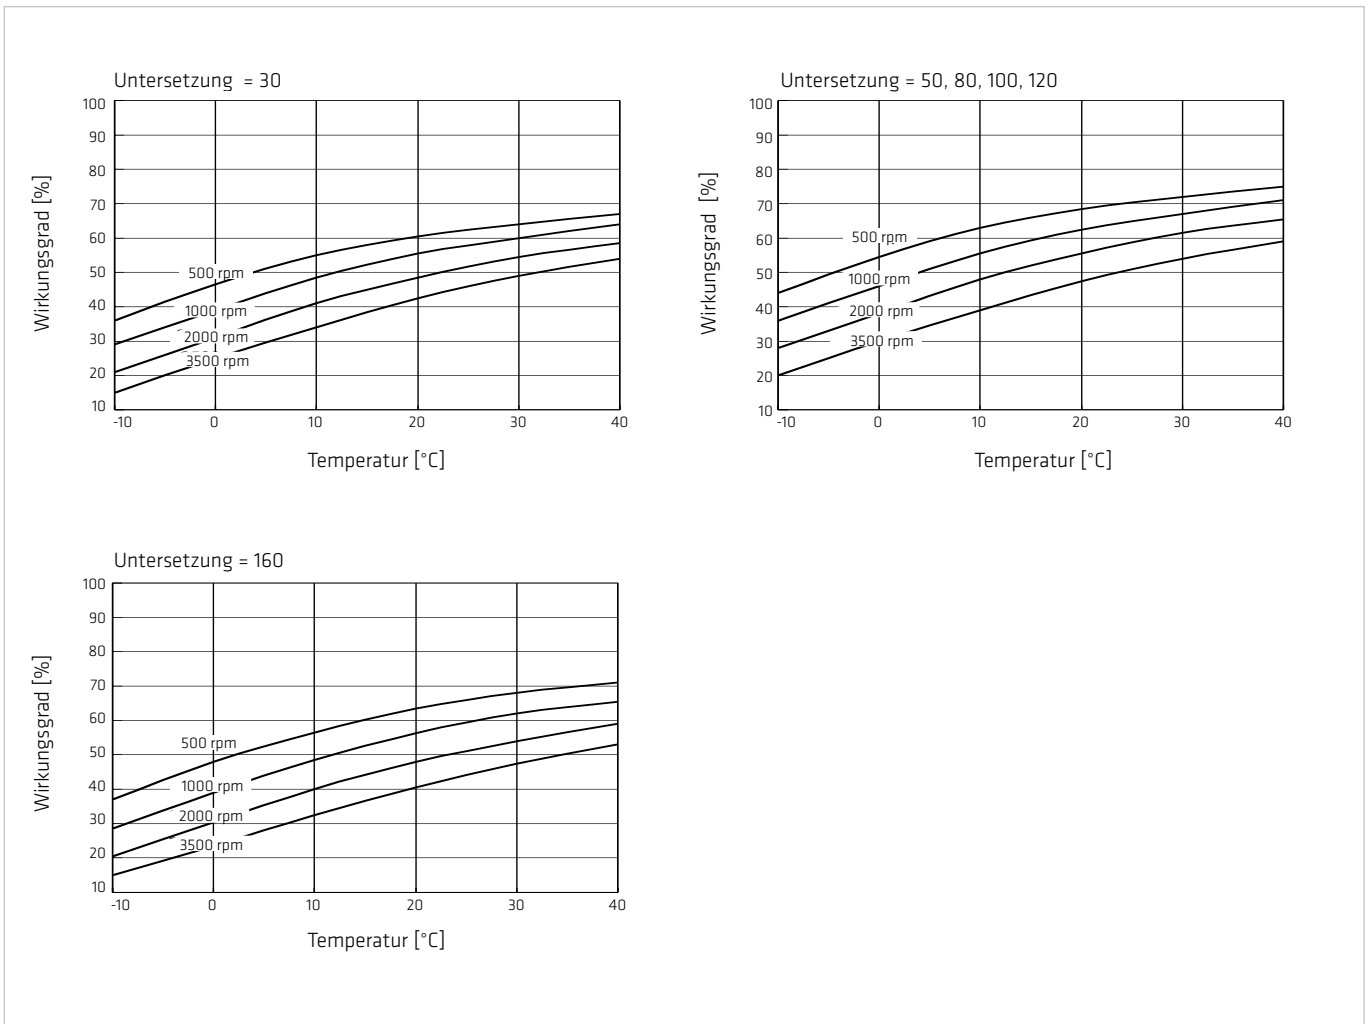 Untersetzung = 30
Wirkungsgrad [%]
100
90
80
70
60
50
40
30
20
10
500 rpm
1000 rpm
2000 rpm
3500 rpm
-10 0 10 20 30 40
Temperatur [°C]
Untersetzung = 50, 80, 100, 120
Wirkungsgrad [%]
100
90
80
70
60
50
40
30
20
10
500 rpm
1000 rpm
2000 rpm
3500 rpm
-10 0 10 20 30 40
Temperatur [°C]
Untersetzung = 160
Wirkungsgrad [%]
100
90
80
70
60
50
40
30
20
10
500 rpm
1000 rpm
2000 rpm
3500 rpm
-10 0 10 20 30 40
Temperatur [°C]